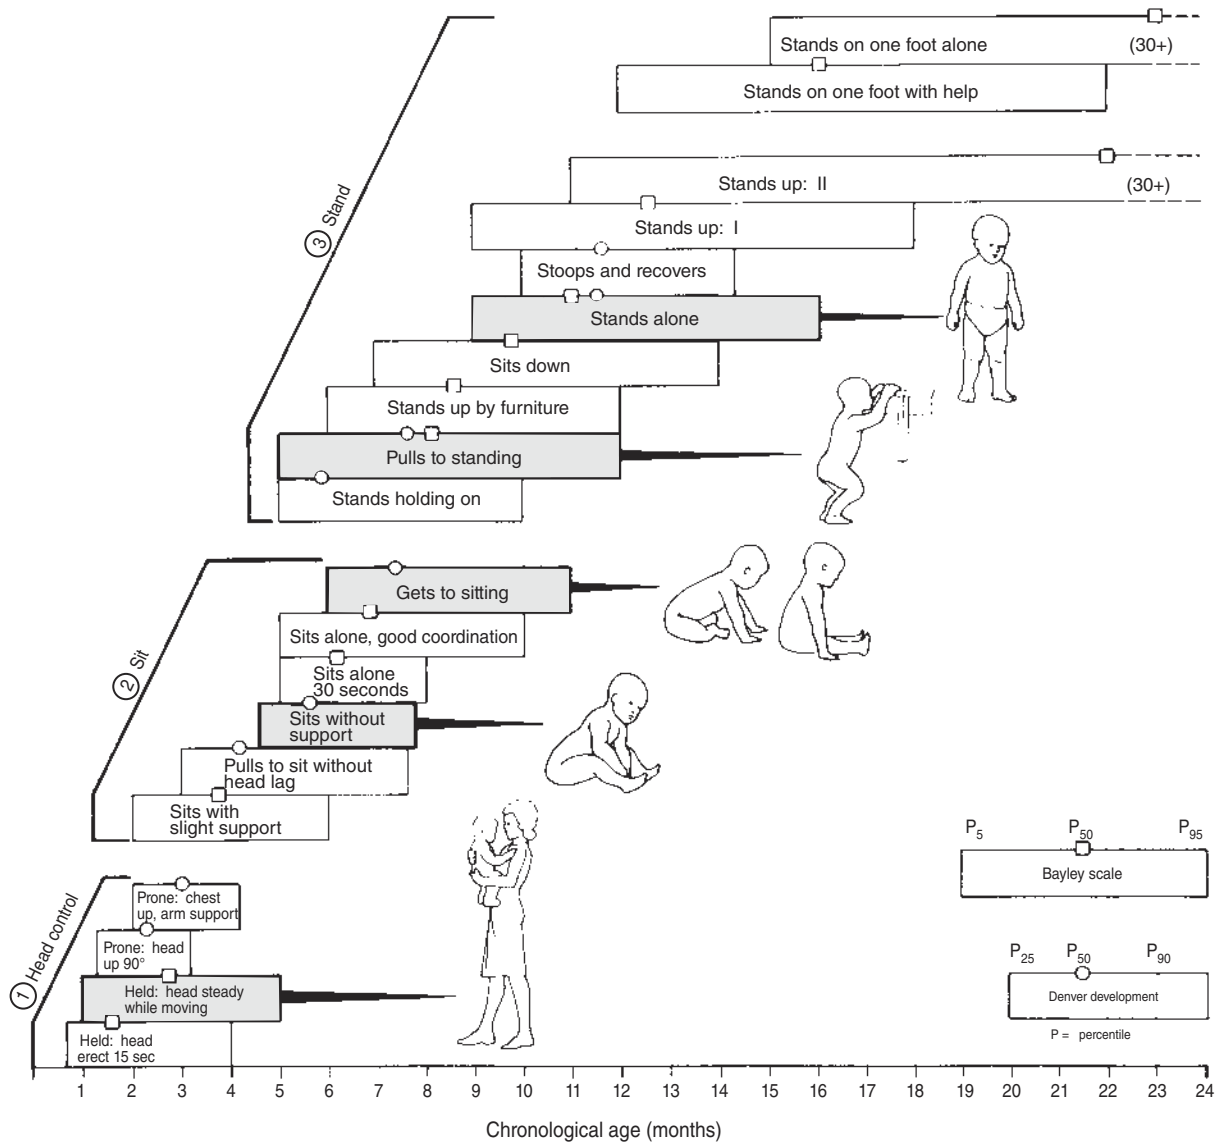 Stands on one foot alone
(30+)
Stands on one foot with help
Stands up: II
(30+)
3 Stand
Stands up: I
Stoops and recovers
Stands alone
Sits down
Stands up by furniture
Pulls to standing
Stands holding on
Gets to sitting
Sits alone, good coordination
2 Sit
Sits alone
30 seconds
Sits without
support
Pulls to sit without
head lag
Sits with
slight support
P5 P50 P95
Bayley scale
1 Head control
Prone: chest
up, arm support
Prone: head
up 90°
Held: head steady
while moving
Held: head
erect 15 sec
P25 P50 P90
Denver development
P = percentile
1 2 3 4 5 6 7 8 9 10 11 12 13 14 15 16 17 18 19 20 21 22 23 24
Chronological age (months)